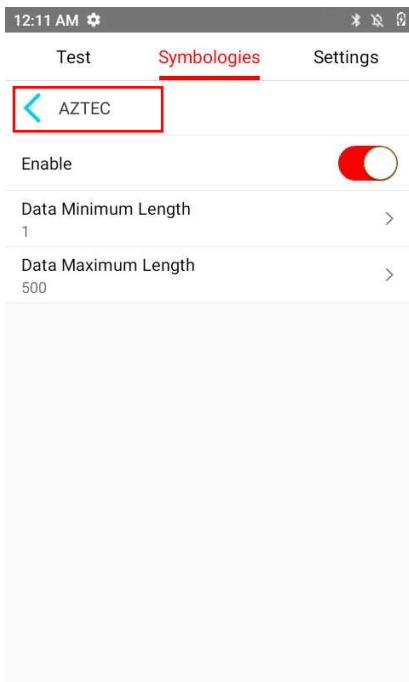 12:11 AM
Test Symbologies Settings
AZTEC
Enable
Data Minimum Length
1
Data Maximum Length
500